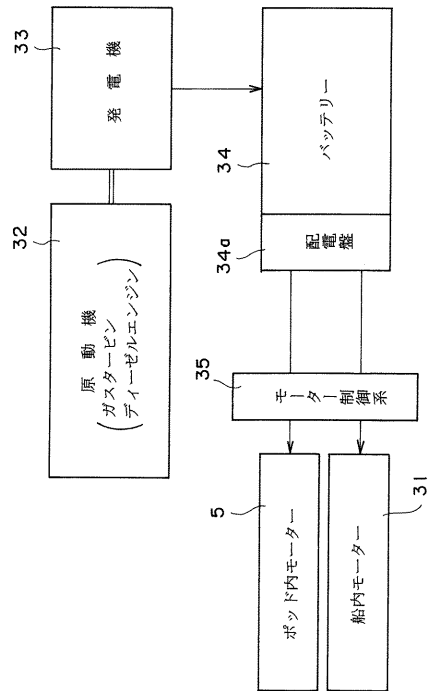 33
発電機
32
原動機
(ガスタービン
ディーゼルエンジン)
34
バッテリー
34a
配電盤
35
モーター制御系
5
ポッド内モーター
31
船内モーター